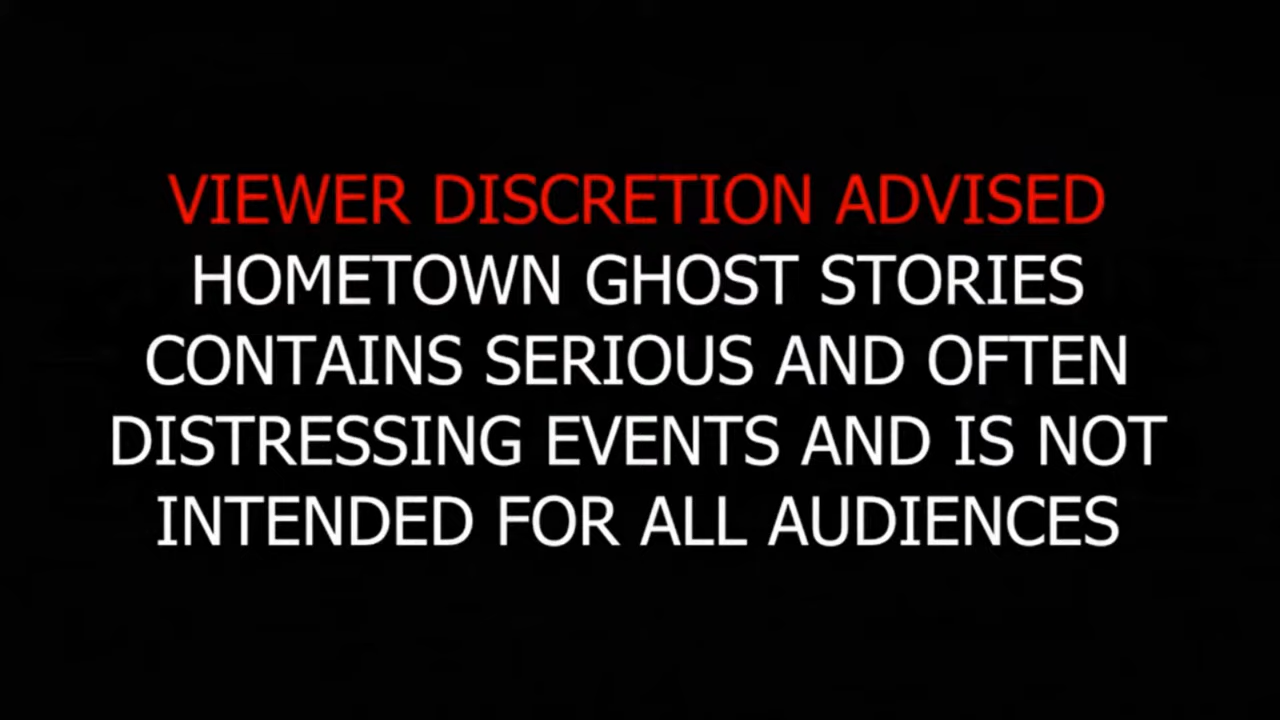 VIEWER DISCRETION ADVISED
HOMETOWN GHOST STORIES
CONTAINS SERIOUS AND OFTEN
DISTRESSING EVENTS AND IS NOT
INTENDED FOR ALL AUDIENCES